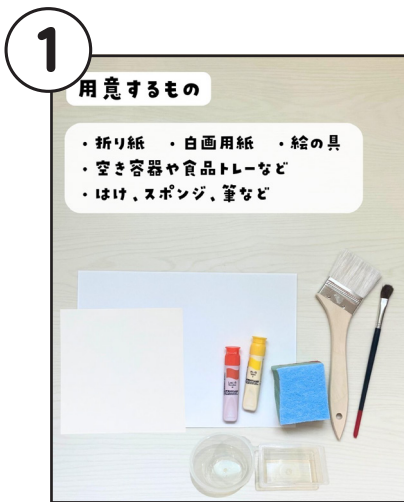 1
用意するもの
・折り紙 ・白画用紙 ・絵の具
・空き容器や食品トレーなど
・はけ、スポンジ、筆など